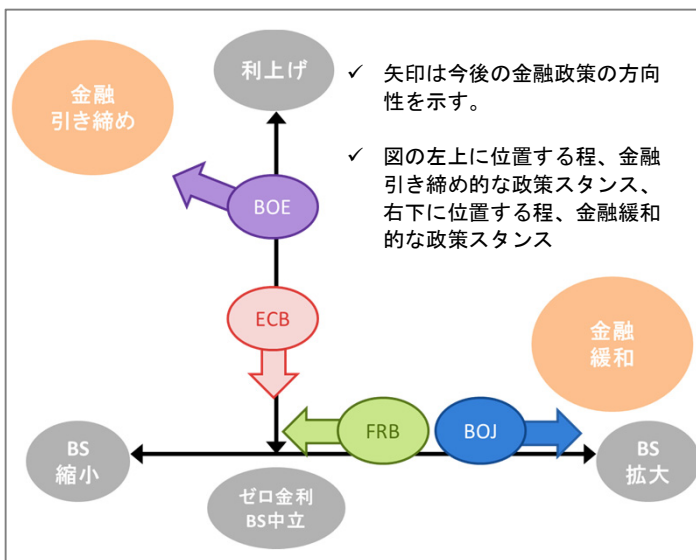 金融
引き締め
利上げ
✓ 矢印は今後の金融政策の方向
性を示す。
✓ 図の左上に位置する程、金融
引き締め的な政策スタンス、
右下に位置する程、金融緩和
的な政策スタンス
BOE
ECB
金融
緩和
FRB
BOJ
BS
縮小
BS
拡大
ゼロ金利
BS中立